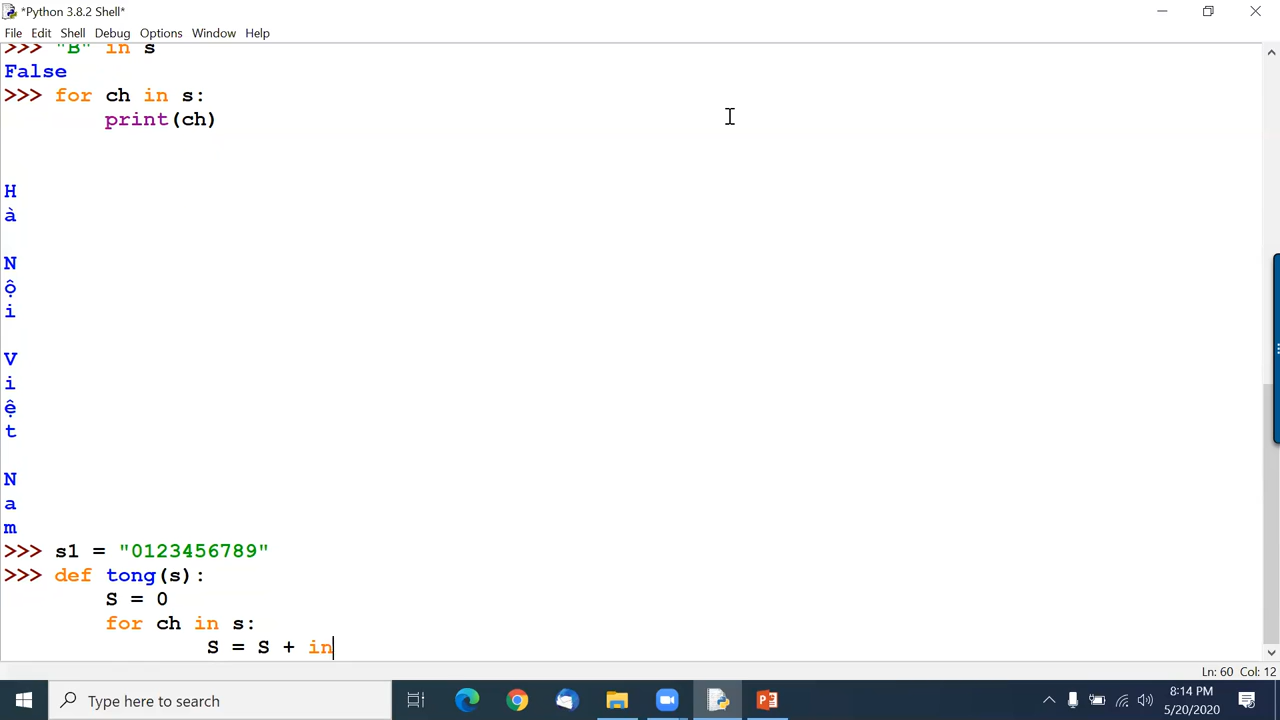 *Python 3.8.2 Shell*
File Edit Shell Debug Options Window Help
>>> "B" in s
False
>>> for ch in s:
print(ch)
H
à
N
ộ
i
V
i
ệ
t
N
a
m
>>> s1 = "0123456789"
>>> def tong(s):
S = 0
for ch in s:
S = S + in
Ln: 60 Col: 12
Type here to search
8:14 PM
5/20/2020